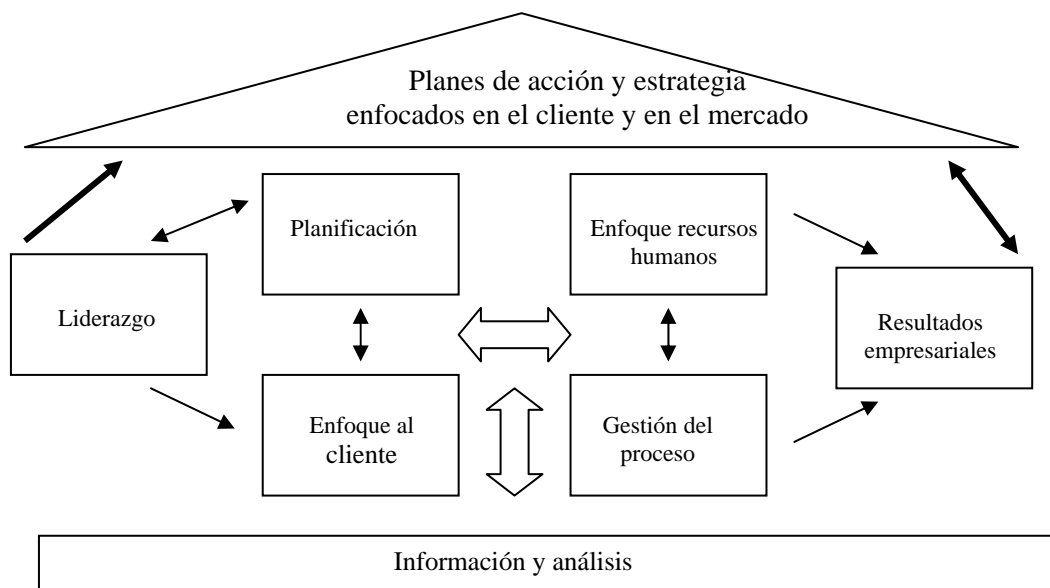 Planes de acción y estrategia
enfocados en el cliente y en el mercado
Planificación
Enfoque recursos
humanos
Liderazgo
Resultados
empresariales
Enfoque al
cliente
Gestión del
proceso
Información y análisis